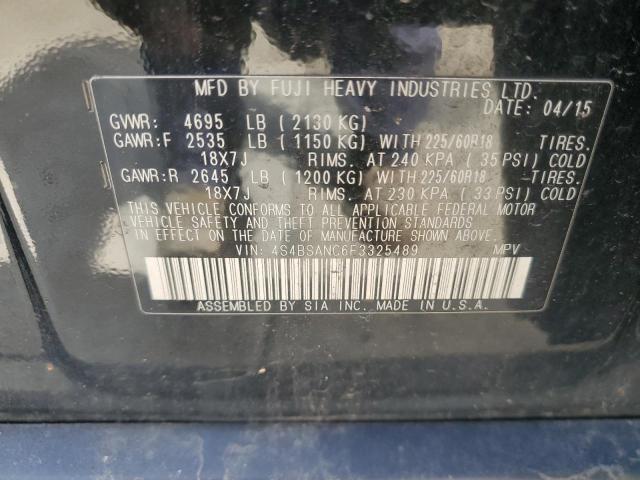 MFD BY FUJI HEAVY INDUSTRIES LTD.
DATE: 04/15
GVWR: 4695 LB ( 2130 KG)
GAWR:F 2535 LB ( 1150 KG) WITH 225/60R18 TIRES.
18X7J RIMS. AT 240 KPA ( 35 PSI) COLD
GAWR:R 2645 LB ( 1200 KG) WITH 225/60R18 TIRES.
18X7J RIMS. AT 230 KPA ( 33 PSI) COLD
THIS VEHICLE CONFORMS TO ALL APPLICABLE FEDERAL MOTOR
VEHICLE SAFETY AND THEFT PREVENTION STANDARDS
IN EFFECT ON THE DATE OF MANUFACTURE SHOWN ABOVE.
VIN: 4S4BSANC6F3325489 MPV
ASSEMBLED BY SIA INC. MADE IN U.S.A.